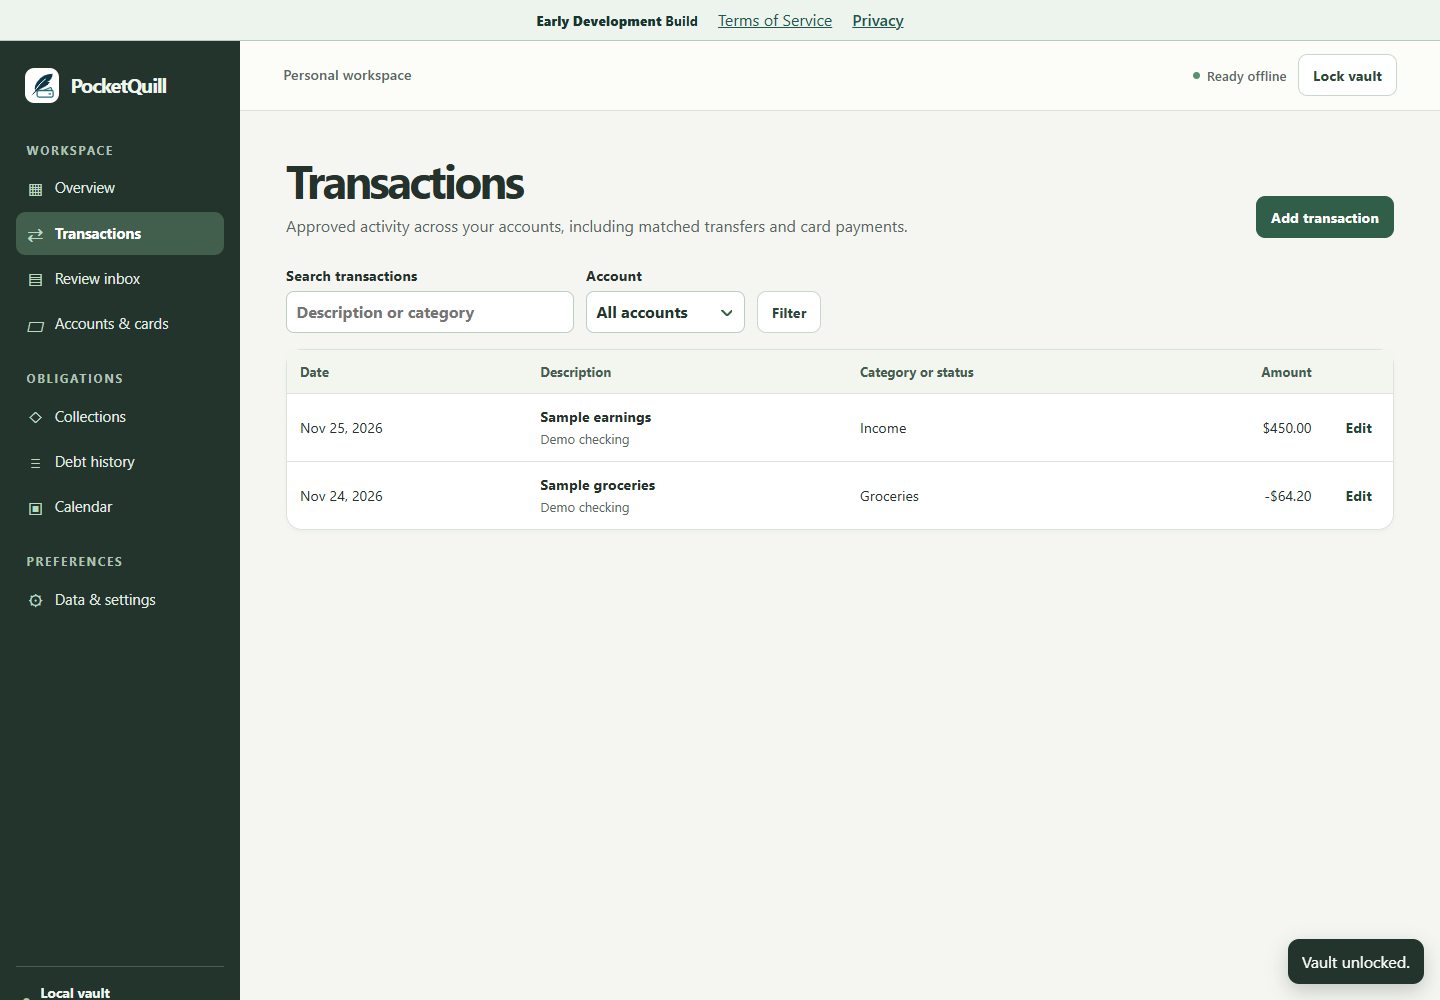 Early Development Build Terms of Service Privacy
PocketQuill
Personal workspace
Ready offline
Lock vault
WORKSPACE
Overview
Transactions
Review inbox
Accounts & cards
OBLIGATIONS
Collections
Debt history
Calendar
PREFERENCES
Data & settings
Local vault
Transactions
Approved activity across your accounts, including matched transfers and card payments.
Add transaction
Search transactions
Description or category
Account
All accounts
Filter
Date Description Category or status Amount
Nov 25, 2026 Sample earnings Income $450.00 Edit
Demo checking
Nov 24, 2026 Sample groceries Groceries -$64.20 Edit
Demo checking
Vault unlocked.